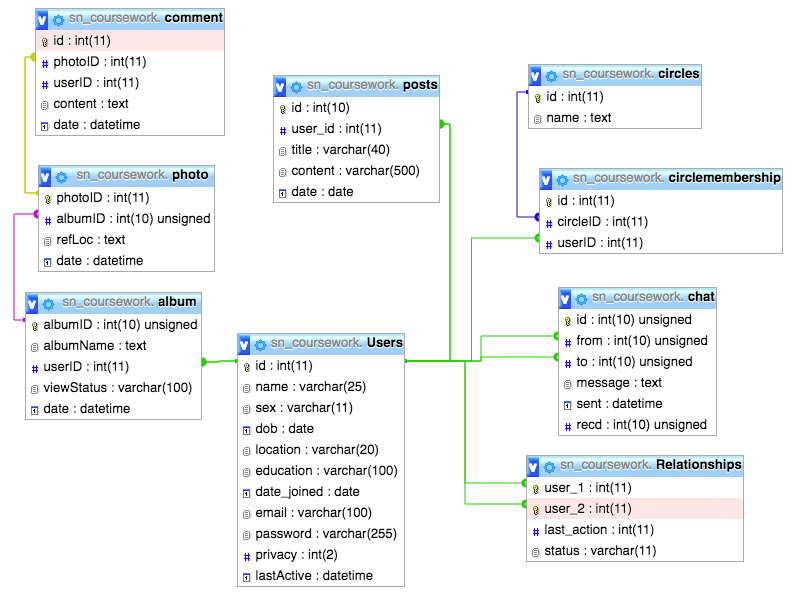 sn_coursework. comment
id : int(11)
photoID : int(11)
userID : int(11)
content : text
date : datetime
sn_coursework. photo
photoID : int(11)
albumID : int(10) unsigned
refLoc : text
date : datetime
sn_coursework. album
albumID : int(10) unsigned
albumName : text
userID : int(11)
viewStatus : varchar(100)
date : datetime
sn_coursework. posts
id : int(10)
user_id : int(11)
title : varchar(40)
content : varchar(500)
date : date
sn_coursework. Users
id : int(11)
name : varchar(25)
sex : varchar(11)
dob : date
location : varchar(20)
education : varchar(100)
date_joined : date
email : varchar(100)
password : varchar(255)
privacy : int(2)
lastActive : datetime
sn_coursework. circles
id : int(11)
name : text
sn_coursework. circlemembership
id : int(11)
circleID : int(11)
userID : int(11)
sn_coursework. chat
id : int(10) unsigned
from : int(10) unsigned
to : int(10) unsigned
message : text
sent : datetime
recd : int(10) unsigned
sn_coursework. Relationships
user_1 : int(11)
user_2 : int(11)
last_action : int(11)
status : varchar(11)